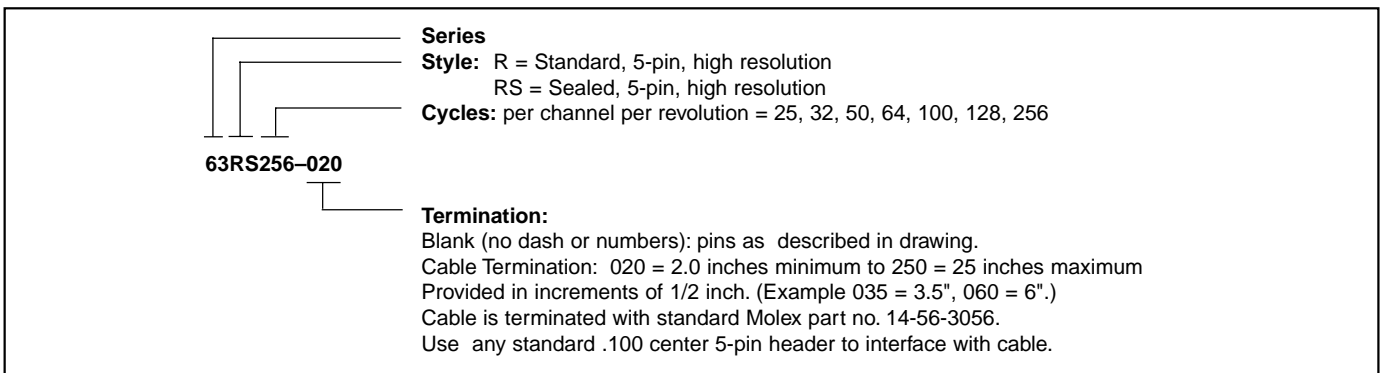 Series
Style: R = Standard, 5-pin, high resolution
RS = Sealed, 5-pin, high resolution
Cycles: per channel per revolution = 25, 32, 50, 64, 100, 128, 256
63RS256–020
Termination:
Blank (no dash or numbers): pins as described in drawing.
Cable Termination: 020 = 2.0 inches minimum to 250 = 25 inches maximum
Provided in increments of 1/2 inch. (Example 035 = 3.5", 060 = 6".)
Cable is terminated with standard Molex part no. 14-56-3056.
Use any standard .100 center 5-pin header to interface with cable.